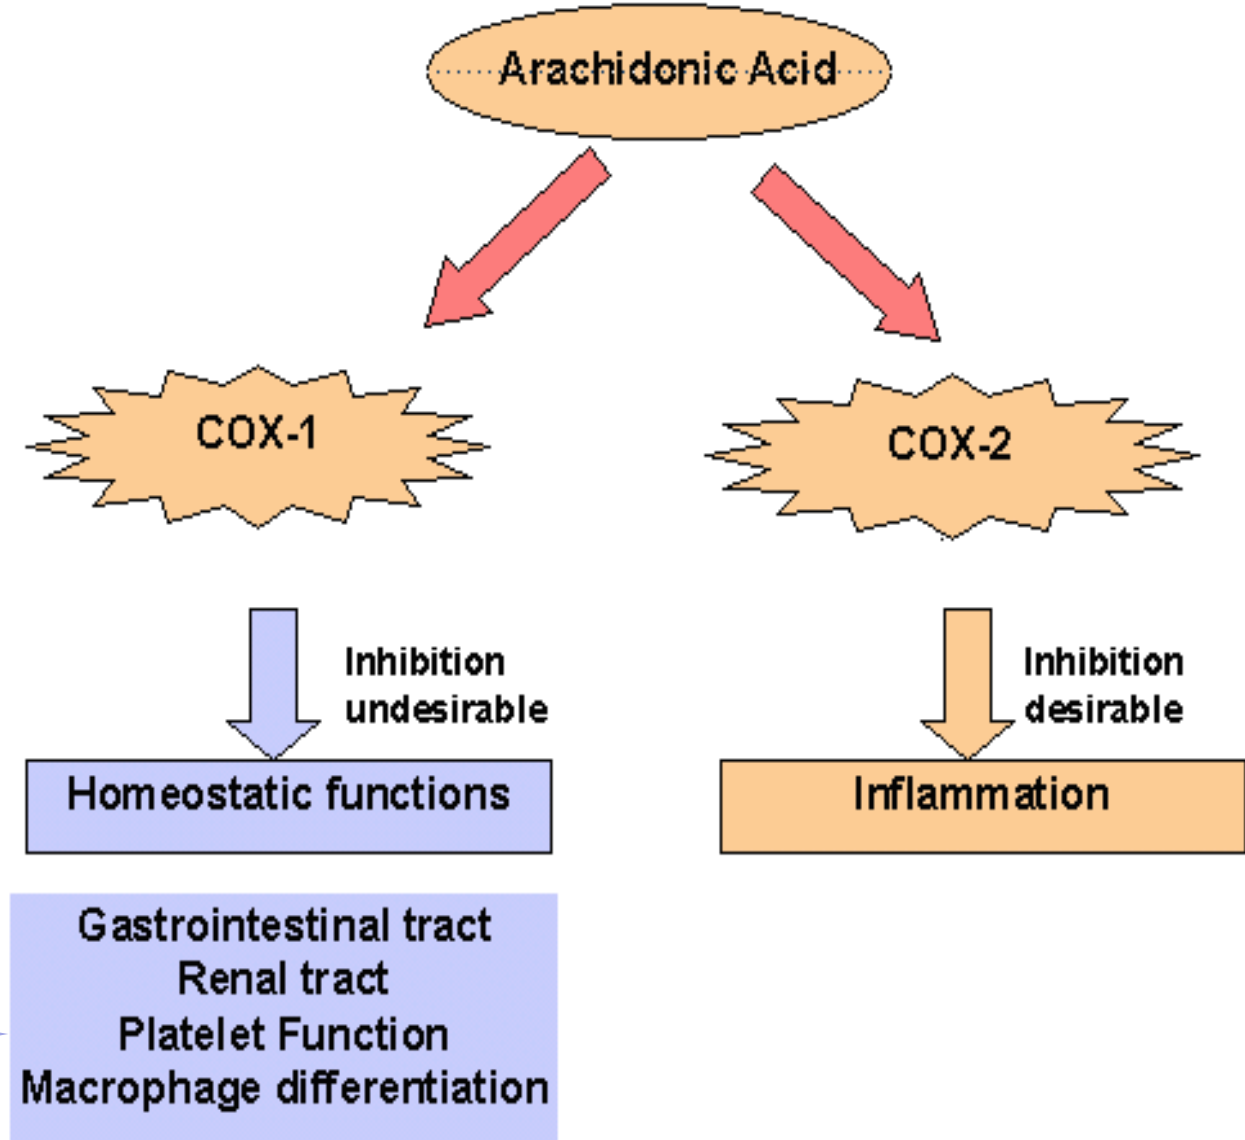 Arachidonic Acid
COX-1
COX-2
Inhibition
undesirable
Inhibition
desirable
Homeostatic functions
Inflammation
Gastrointestinal tract
Renal tract
Platelet Function
Macrophage differentiation